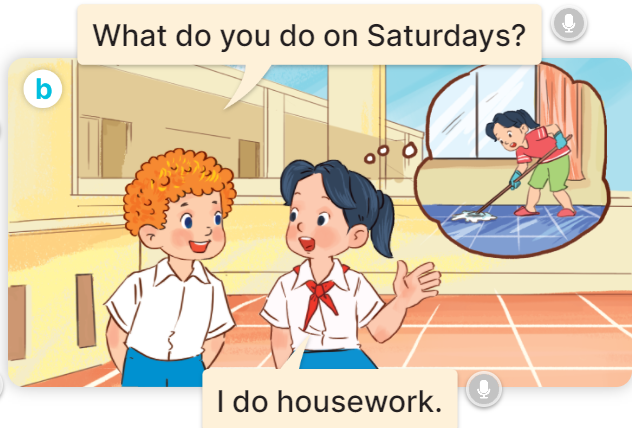 What do you do on Saturdays?
b
I do housework.